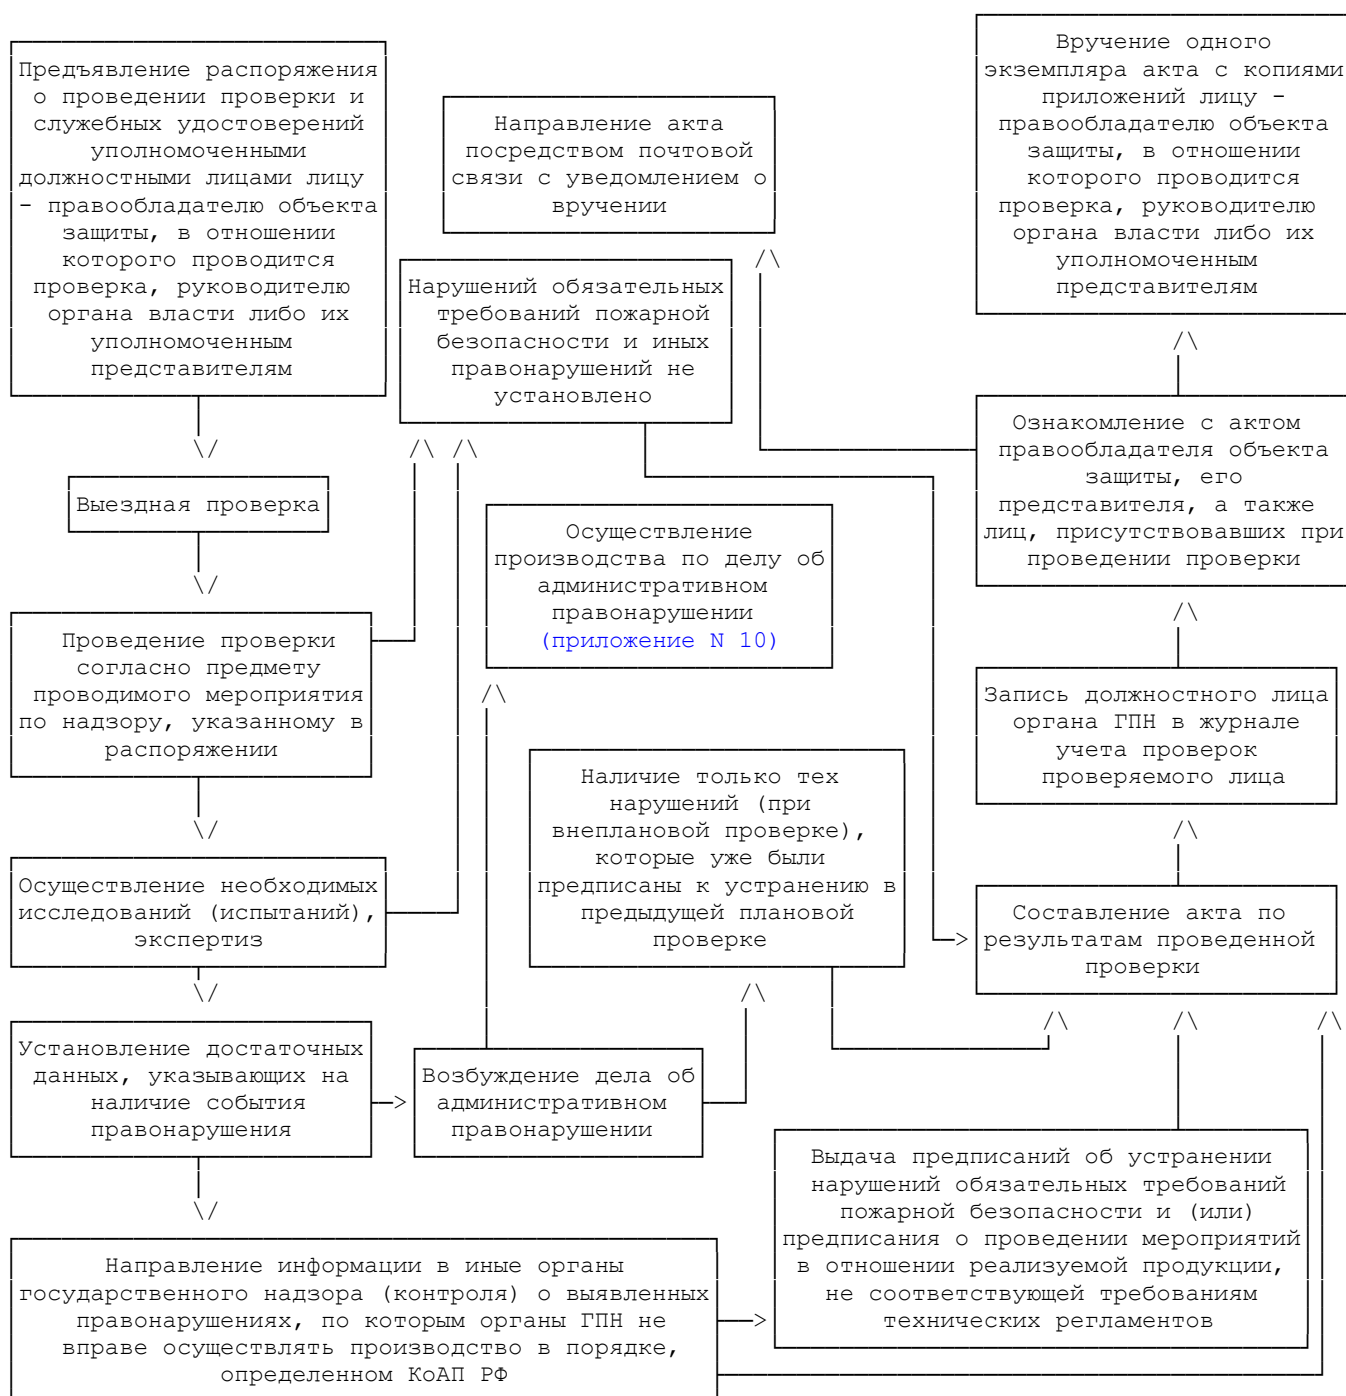 Предъявление распоряжения
о проведении проверки и
служебных удостоверений
уполномоченными
должностными лицами лицу
- правообладателю объекта
защиты, в отношении
которого проводится
проверка, руководителю
органа власти либо их
уполномоченным
представителям
Направление акта
посредством почтовой
связи с уведомлением о
вручении
Вручение одного
экземпляра акта с копиями
приложений лицу -
правообладателю объекта
защиты, в отношении
которого проводится
проверка, руководителю
органа власти либо их
уполномоченным
представителям
Нарушений обязательных
требований пожарной
безопасности и иных
правонарушений не
установлено
Ознакомление с актом
правообладателя объекта
защиты, его
представителя, а также
лиц, присутствовавших при
проведении проверки
Выездная проверка
Осуществление
производства по делу об
административном
правонарушении
(приложение N 10)
Проведение проверки
согласно предмету
проводимого мероприятия
по надзору, указанному в
распоряжении
Запись должностного лица
органа ГПН в журнале
учета проверок
проверяемого лица
Наличие только тех
нарушений (при
внеплановой проверке),
которые уже были
предписаны к устранению в
предыдущей плановой
проверке
Осуществление необходимых
исследований (испытаний),
экспертиз
Составление акта по
результатам проведенной
проверки
Установление достаточных
данных, указывающих на
наличие события
правонарушения
Возбуждение дела об
административном
правонарушении
Выдача предписаний об устранении
нарушений обязательных требований
пожарной безопасности и (или)
предписания о проведении мероприятий
в отношении реализуемой продукции,
не соответствующей требованиям
технических регламентов
Направление информации в иные органы
государственного надзора (контроля) о выявленных
правонарушениях, по которым органы ГПН не
вправе осуществлять производство в порядке,
определенном КоАП РФ